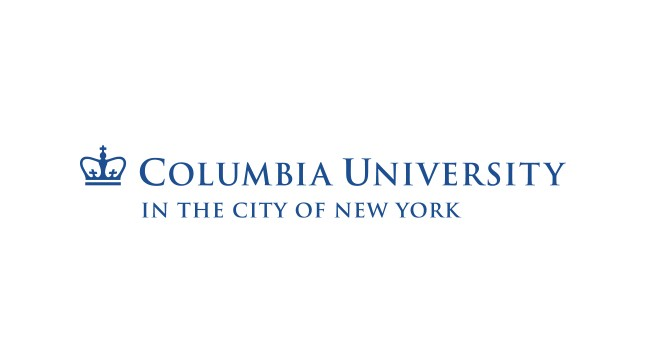 COLUMBIA UNIVERSITY
IN THE CITY OF NEW YORK